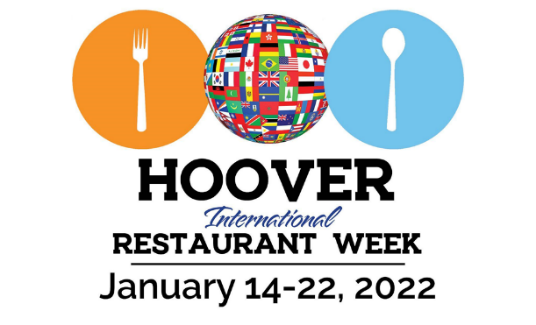 HOOVER
International
RESTAURANT WEEK
January 14-22, 2022